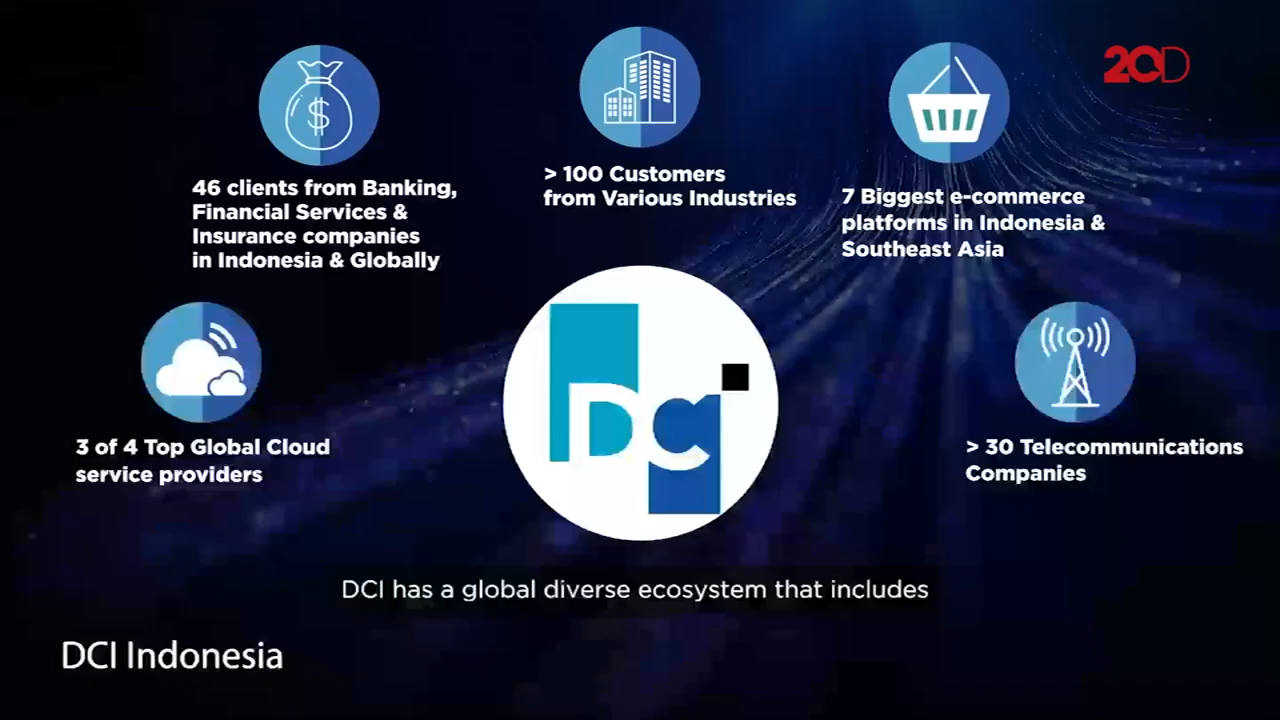 20D
46 clients from Banking,
Financial Services &
Insurance companies
in Indonesia & Globally
> 100 Customers
from Various Industries
7 Biggest e-commerce
platforms in Indonesia &
Southeast Asia
3 of 4 Top Global Cloud
service providers
DCI
> 30 Telecommunications
Companies
DCI has a global diverse ecosystem that includes
DCI Indonesia